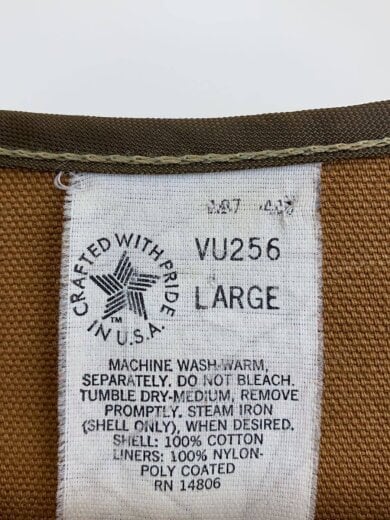 VU256
LARGE
CRAFTED WITH PRIDE
IN U.S.A.
TM
MACHINE WASH-WARM,
SEPARATELY. DO NOT BLEACH.
TUMBLE DRY-MEDIUM, REMOVE
PROMPTLY. STEAM IRON
(SHELL ONLY), WHEN DESIRED.
SHELL: 100% COTTON
LINERS: 100% NYLON-
POLY COATED
RN 14806